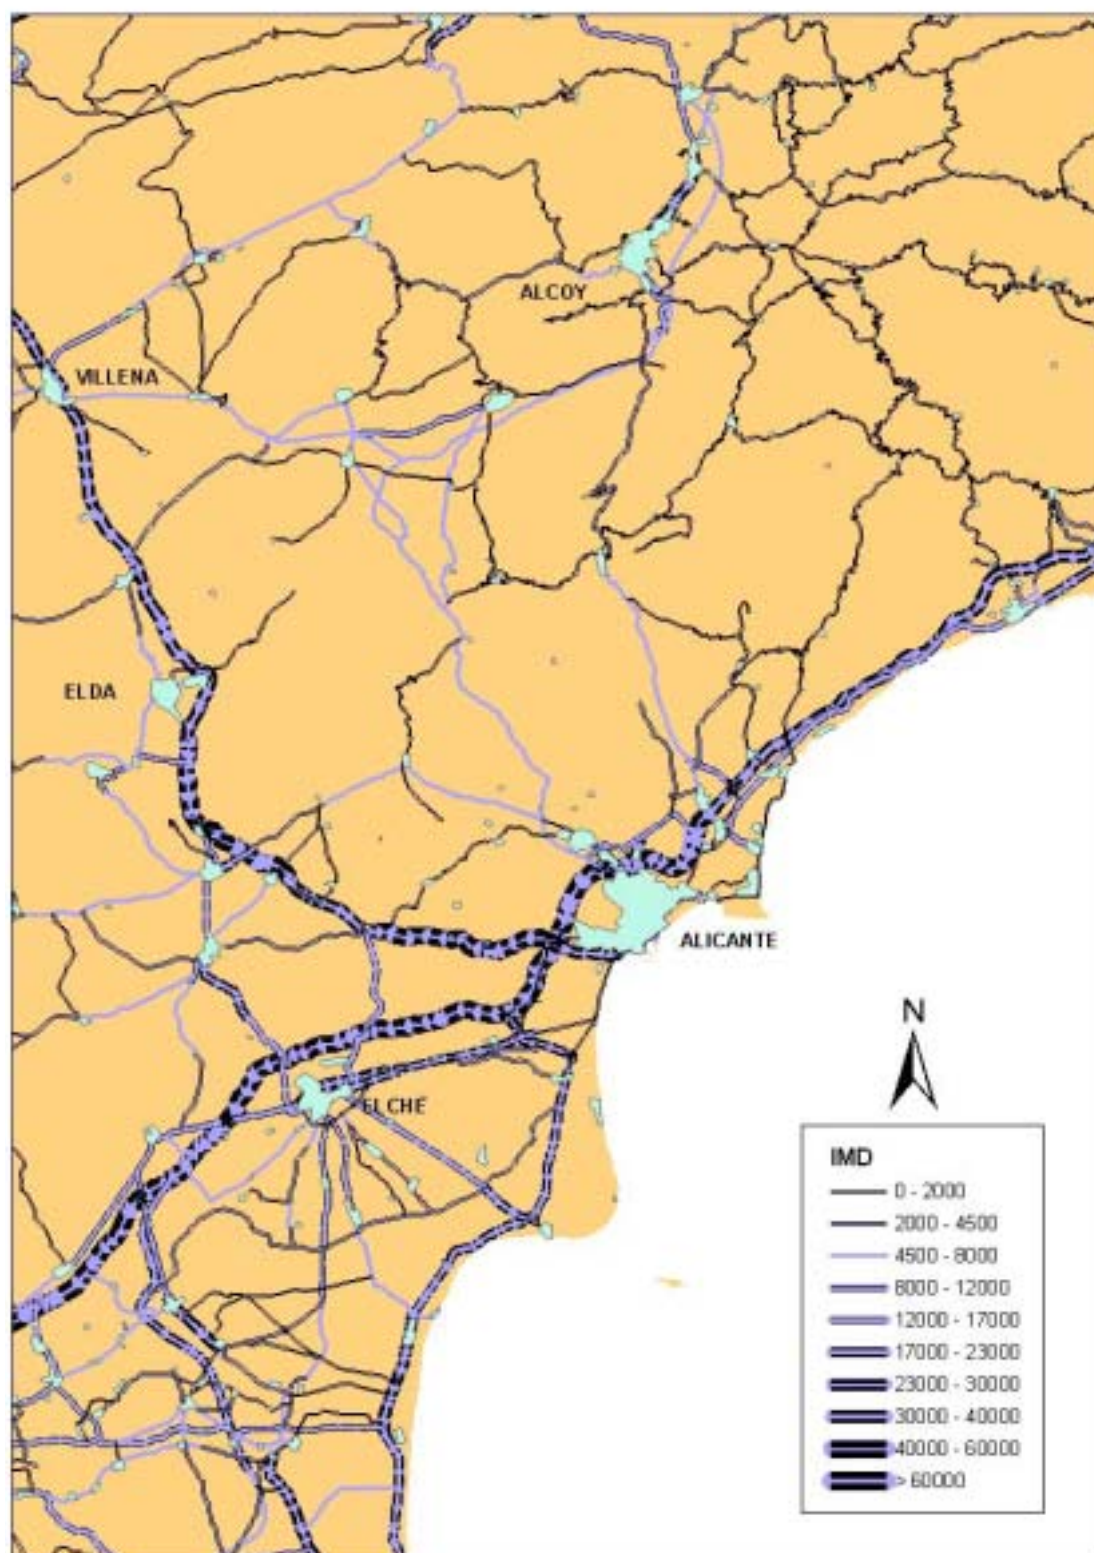 ALCOY
VILLENA
ELDA
ALICANTE
N
ELCHE
IMD
0 - 2000
2000 - 4500
4500 - 8000
8000 - 12000
12000 - 17000
17000 - 23000
23000 - 30000
30000 - 40000
40000 - 60000
> 60000